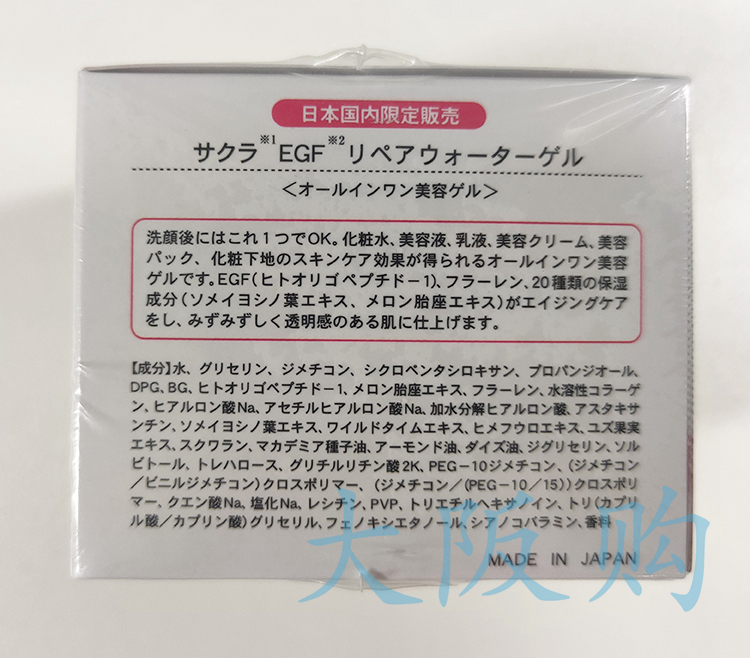 日本国内限定販売
サクラ※1EGF※2リペアウォーターゲル
＜オールインワン美容ゲル＞
洗顔後にはこれ1つでOK。化粧水、美容液、乳液、美容クリーム、美容
パック、化粧下地のスキンケア効果が得られるオールインワン美容
ゲルです。EGF(ヒトオリゴペプチド-1)、フラーレン、20種類の保湿
成分(ソメイヨシノ葉エキス、メロン胎座エキス)がエイジングケア
をし、みずみずしく透明感のある肌に仕上げます。
【成分】水、グリセリン、ジメチコン、シクロペンタシロキサン、プロパンジオール、
DPG、BG、ヒトオリゴペプチド-1、メロン胎座エキス、フラーレン、水溶性コラーゲ
ン、ヒアルロン酸Na、アセチルヒアルロン酸Na、加水分解ヒアルロン酸、アスタキサ
ンチン、ソメイヨシノ葉エキス、ワイルドタイムエキス、ヒメフウロエキス、ユズ果実
エキス、スクワラン、マカデミア種子油、アーモンド油、ダイズ油、ジグリセリン、ソル
ビトール、トレハロース、グリチルリチン酸2K、PEG-10ジメチコン、(ジメチコン
/ビニルジメチコン)クロスポリマー、(ジメチコン/(PEG-10/15))クロスポリ
マー、クエン酸Na、塩化Na、レシチン、PVP、トリエチルヘキサノイン、トリ(カプリ
ル酸/カプリン酸)グリセリル、フェノキシエタノール、シアノコバラミン、香料
MADE IN JAPAN
大阪购